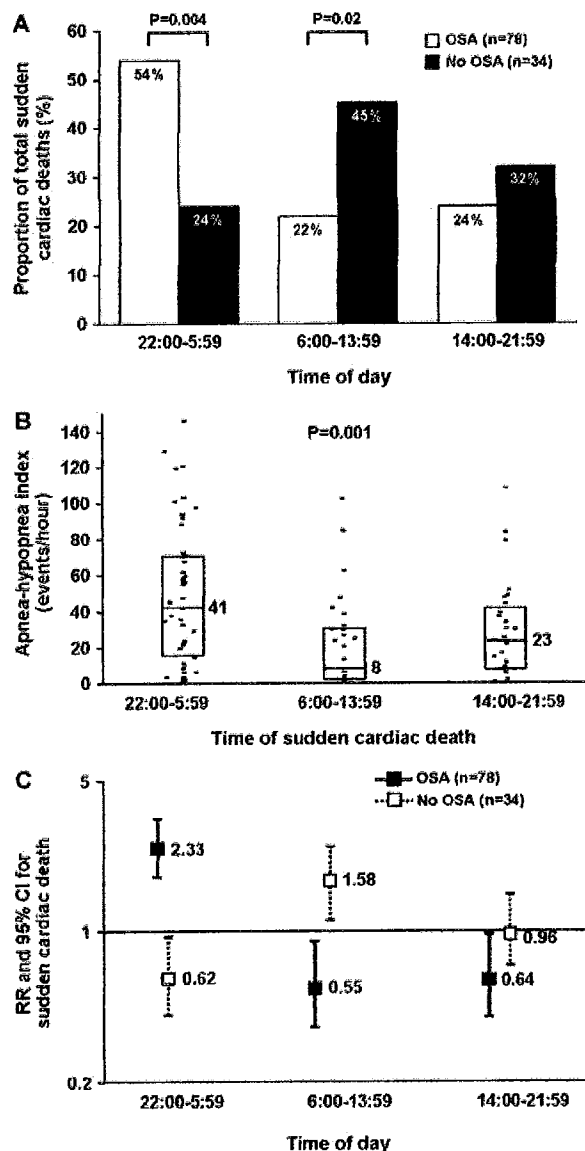 A
P=0.004
P=0.02
OSA (n=78)
No OSA (n=34)
Proportion of total sudden
cardiac deaths (%)
60
50
40
30
20
10
0
54%
24%
22%
45%
24%
32%
22:00-5:59
6:00-13:59
14:00-21:59
Time of day
B
P=0.001
Apnea-hypopnea index
(events/hour)
140
120
100
80
60
40
20
0
41
8
23
22:00-5:59
6:00-13:59
14:00-21:59
Time of sudden cardiac death
C
OSA (n=78)
No OSA (n=34)
RR and 95% CI for
sudden cardiac death
5
1
0.2
2.33
0.62
1.58
0.55
0.96
0.64
22:00-5:59
6:00-13:59
14:00-21:59
Time of day